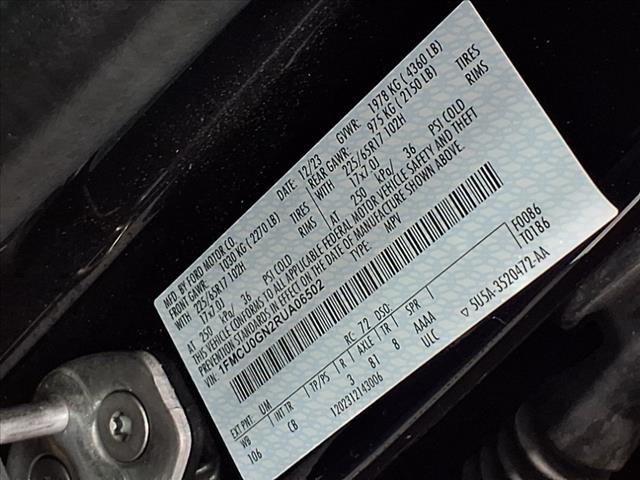 MFD. BY FORD MOTOR CO.
DATE: 12/23 GVWR: 1978 KG ( 4360 LB)
FRONT GAWR: 1030 KG ( 2270 LB) REAR GAWR: 975 KG ( 2150 LB)
225/65R17 102H TIRES WITH 225/65R17 102H TIRES
17x7.0J RIMS 17x7.0J RIMS
AT 250 kPa/ 36 PSI COLD AT 250 kPa/ 36 PSI COLD
THIS VEHICLE CONFORMS TO ALL APPLICABLE FEDERAL MOTOR VEHICLE SAFETY AND THEFT
PREVENTION STANDARDS IN EFFECT ON THE DATE OF MANUFACTURE SHOWN ABOVE.
VIN: 1FMCU0GN2RUA06502 TYPE: MPV
F0086
T0186
EXT PNT: UM RC: 72 DSO:
WB INT TR TP/PS R AXLE TR SPR
106 CB 3 81 8 AAAA
1202312143006 ULC
5U5A-3520472-AA